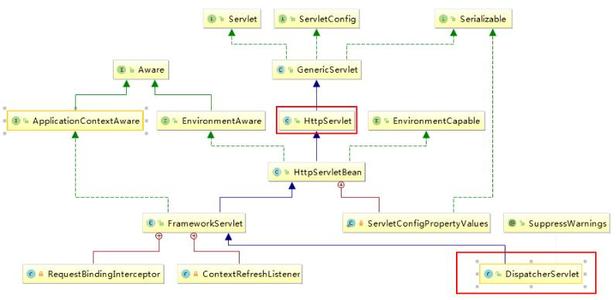 Servlet
ServletConfig
Serializable
Aware
GenericServlet
ApplicationContextAware
EnvironmentAware
HttpServlet
EnvironmentCapable
HttpServletBean
FrameworkServlet
ServletConfigPropertyValues
SuppressWarnings
RequestBindingInterceptor
ContextRefreshListener
DispatcherServlet